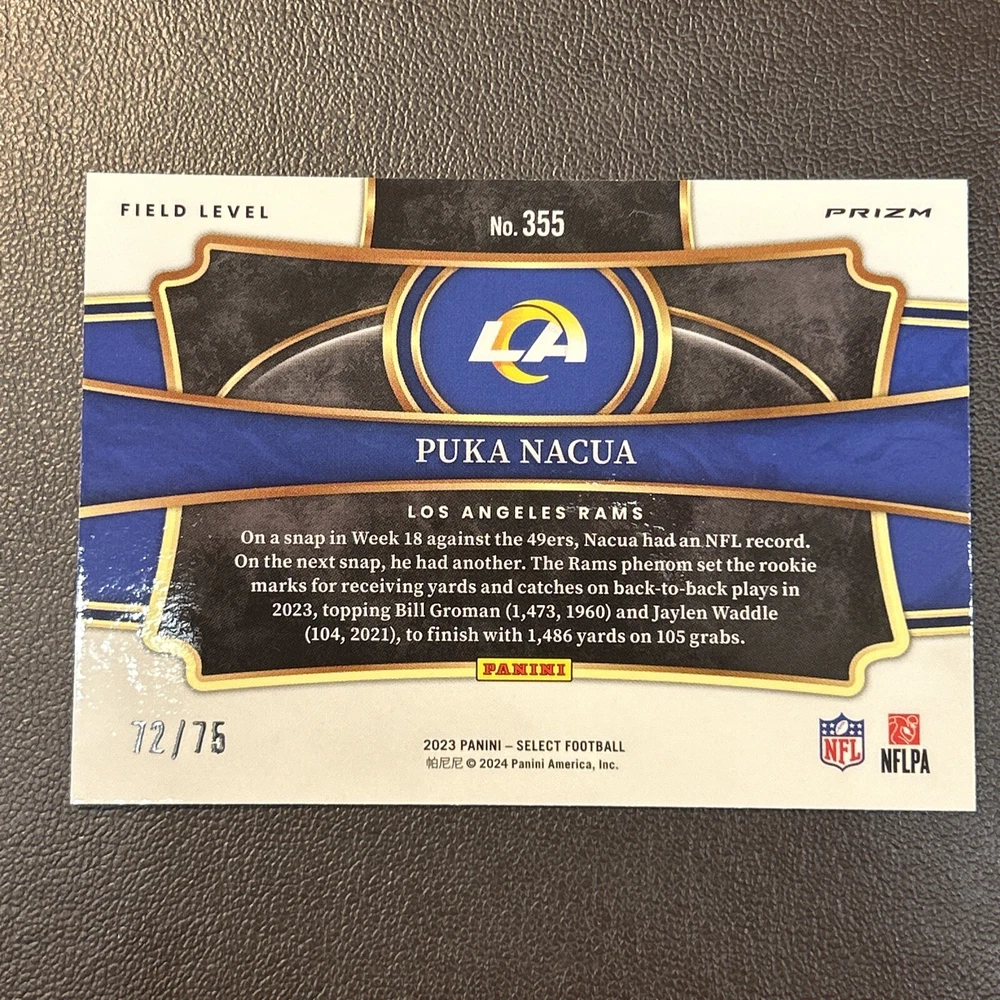 FIELD LEVEL
No. 355
PRIZM
LA
PUKA NACUA
LOS ANGELES RAMS
On a snap in Week 18 against the 49ers, Nacua had an NFL record.
On the next snap, he had another. The Rams phenom set the rookie
marks for receiving yards and catches on back-to-back plays in
2023, topping Bill Groman (1,473, 1960) and Jaylen Waddle
(104, 2021), to finish with 1,486 yards on 105 grabs.
PANINI
72/75
2023 PANINI – SELECT FOOTBALL
帕尼尼 © 2024 Panini America, Inc.
NFL
NFLPA